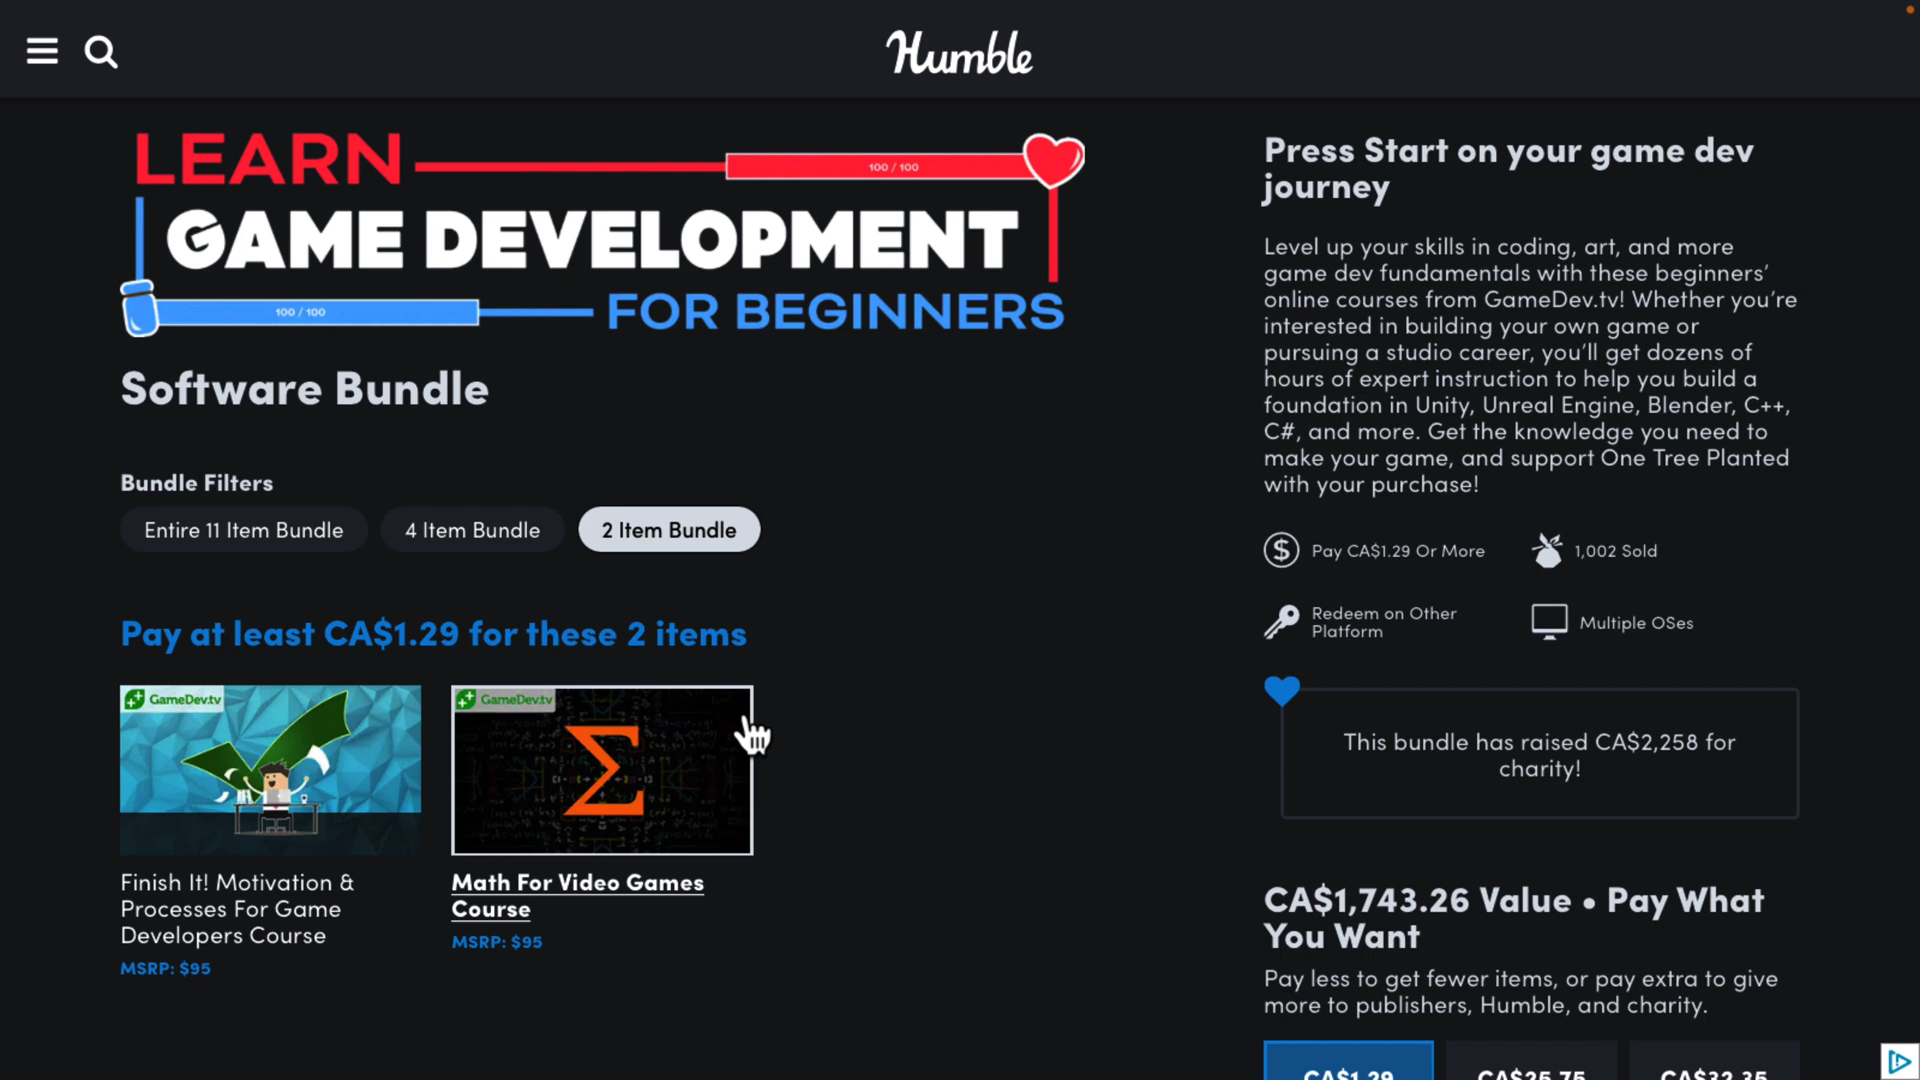 Humble
LEARN
100 / 100
GAME DEVELOPMENT
100 / 100
FOR BEGINNERS
Software Bundle
Bundle Filters
Entire 11 Item Bundle
4 Item Bundle
2 Item Bundle
Pay at least CA$1.29 for these 2 items
GameDev.tv
Finish It! Motivation &
Processes For Game
Developers Course
MSRP: $95
GameDev.tv
Σ
Math For Video Games
Course
MSRP: $95
Press Start on your game dev
journey
Level up your skills in coding, art, and more
game dev fundamentals with these beginners’
online courses from GameDev.tv! Whether you’re
interested in building your own game or
pursuing a studio career, you’ll get dozens of
hours of expert instruction to help you build a
foundation in Unity, Unreal Engine, Blender, C++,
C#, and more. Get the knowledge you need to
make your game, and support One Tree Planted
with your purchase!
Pay CA$1.29 Or More
1,002 Sold
Redeem on Other
Platform
Multiple OSes
This bundle has raised CA$2,258 for
charity!
CA$1,743.26 Value • Pay What
You Want
Pay less to get fewer items, or pay extra to give
more to publishers, Humble, and charity.
CA$1.29
CA$25.75
CA$32.35